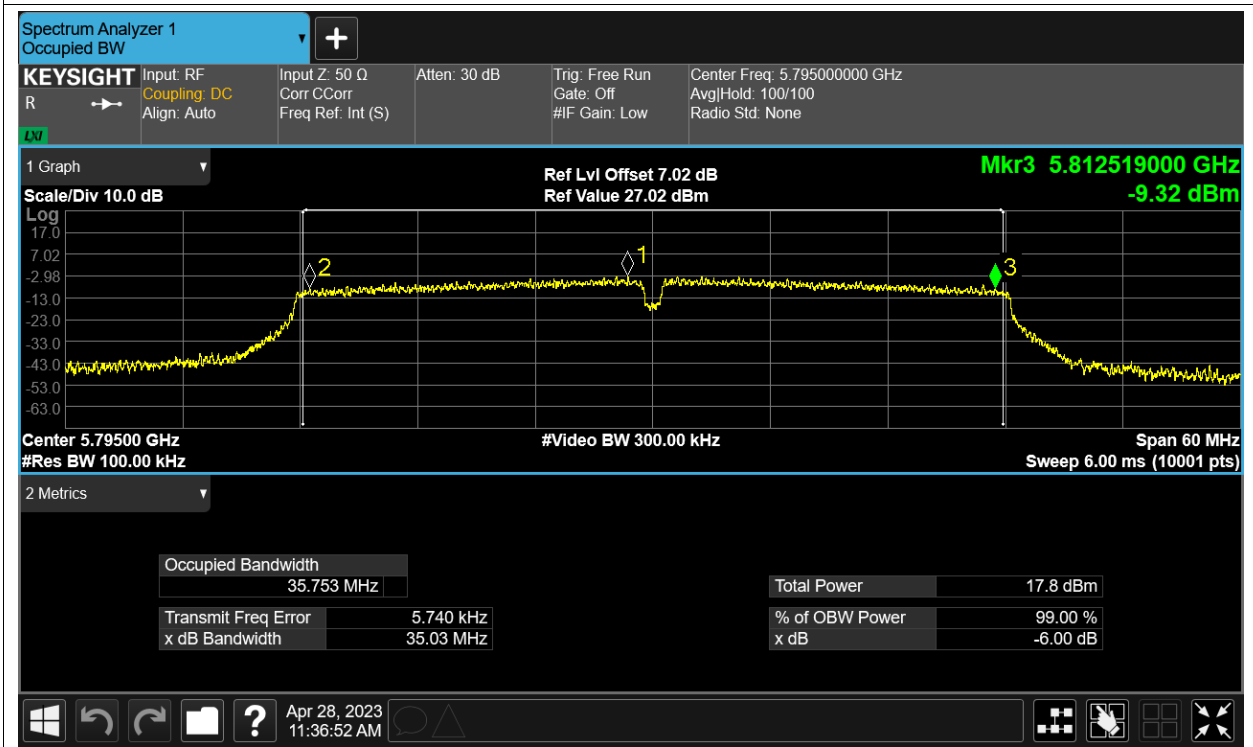 Spectrum Analyzer 1
Occupied BW
KEYSIGHT Input: RF Input Z: 50 Ω Atten: 30 dB Trig: Free Run Center Freq: 5.795000000 GHz
R Coupling: DC Corr CCorr Gate: Off Avg|Hold: 100/100
Align: Auto Freq Ref: Int (S) #IF Gain: Low Radio Std: None
LXI
1 Graph Ref Lvl Offset 7.02 dB Mkr3 5.812519000 GHz
Scale/Div 10.0 dB Ref Value 27.02 dBm -9.32 dBm
Log
17.0
7.02 1
-2.98 2 3
-13.0
-23.0
-33.0
-43.0
-53.0
-63.0
Center 5.79500 GHz #Video BW 300.00 kHz Span 60 MHz
#Res BW 100.00 kHz Sweep 6.00 ms (10001 pts)
2 Metrics
Occupied Bandwidth
35.753 MHz Total Power 17.8 dBm
Transmit Freq Error 5.740 kHz % of OBW Power 99.00 %
x dB Bandwidth 35.03 MHz x dB -6.00 dB
? Apr 28, 2023
11:36:52 AM